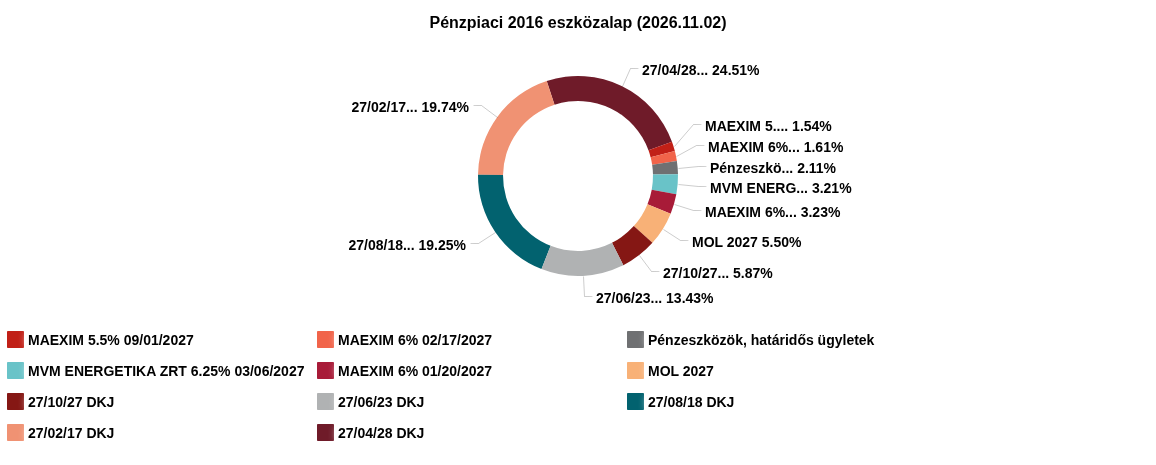 Pénzpiaci 2016 eszközalap (2026.11.02)
27/04/28... 24.51%
27/02/17... 19.74%
MAEXIM 5.... 1.54%
MAEXIM 6%... 1.61%
Pénzeszkö... 2.11%
MVM ENERG... 3.21%
MAEXIM 6%... 3.23%
MOL 2027 5.50%
27/08/18... 19.25%
27/10/27... 5.87%
27/06/23... 13.43%
MAEXIM 5.5% 09/01/2027
MAEXIM 6% 02/17/2027
Pénzeszközök, határidős ügyletek
MVM ENERGETIKA ZRT 6.25% 03/06/2027
MAEXIM 6% 01/20/2027
MOL 2027
27/10/27 DKJ
27/06/23 DKJ
27/08/18 DKJ
27/02/17 DKJ
27/04/28 DKJ